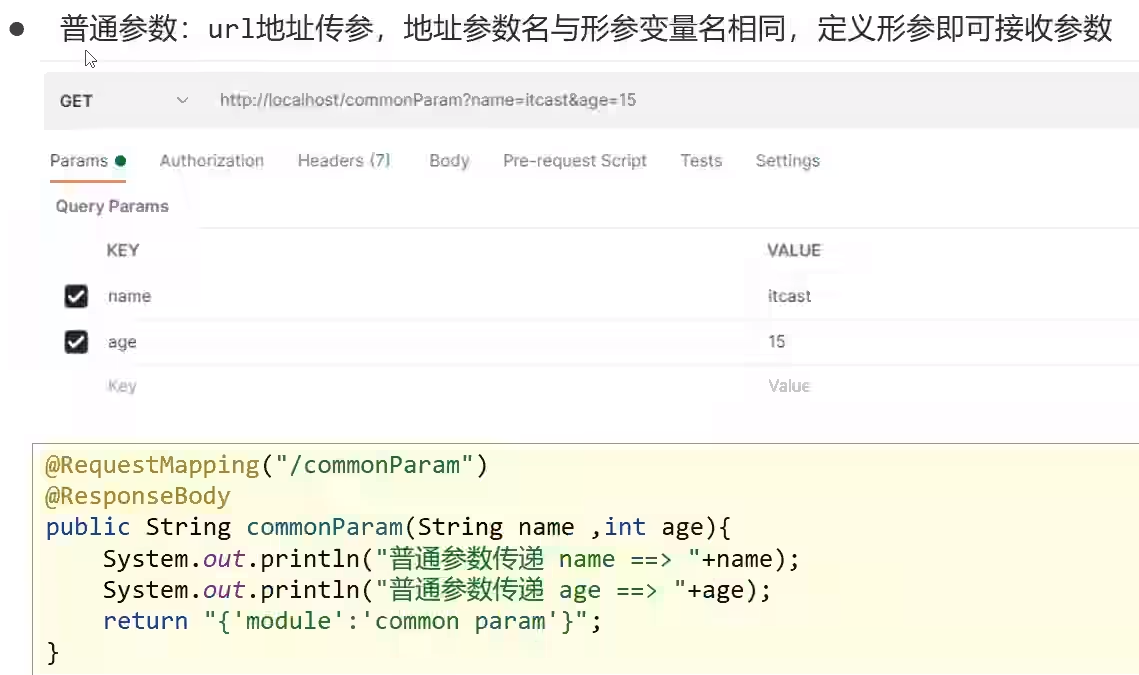 ● 普通参数：url地址传参，地址参数名与形参变量名相同，定义形参即可接收参数
GET http://localhost/commonParam?name=itcast&age=15
Params Authorization Headers (7) Body Pre-request Script Tests Settings
Query Params
KEY VALUE
name itcast
age 15
Key Value
@RequestMapping("/commonParam")
@ResponseBody
public String commonParam(String name ,int age){
    System.out.println("普通参数传递 name ==> "+name);
    System.out.println("普通参数传递 age ==> "+age);
    return "{'module':'common param'}";
}